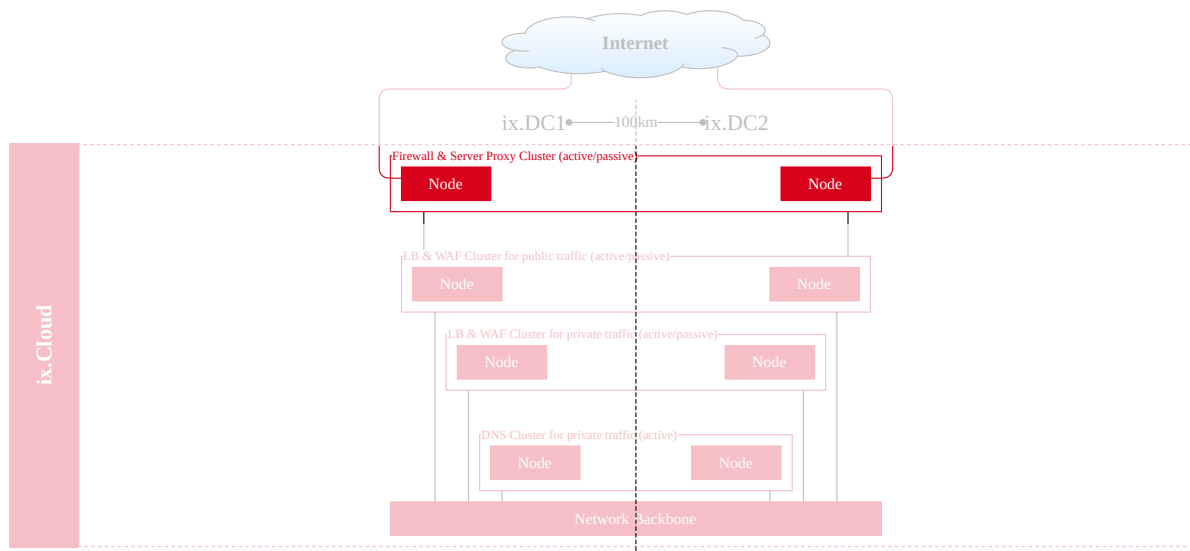 Internet
ix.DC1
100km
ix.DC2
Firewall & Server Proxy Cluster (active/passive)
Node
Node
LB & WAF Cluster for public traffic (active/passive)
Node
Node
LB & WAF Cluster for private traffic (active/passive)
Node
Node
DNS Cluster for private traffic (active)
Node
Node
Network Backbone
ix.Cloud